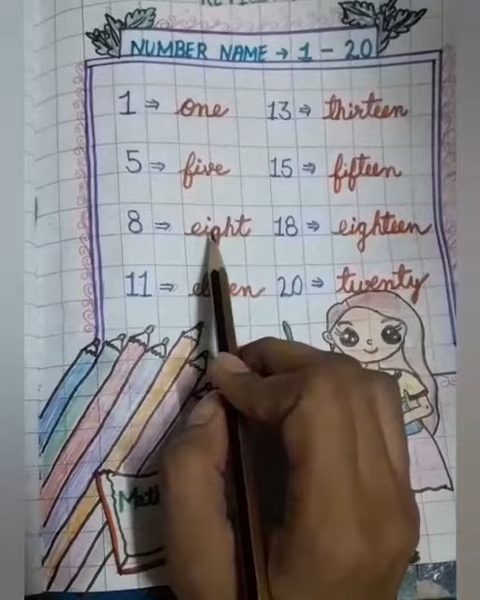 NUMBER NAME → 1 - 20
1 ⇒ one 13 ⇒ thirteen
5 ⇒ five 15 ⇒ fifteen
8 ⇒ eight 18 ⇒ eighteen
11 ⇒ 20 ⇒ twenty